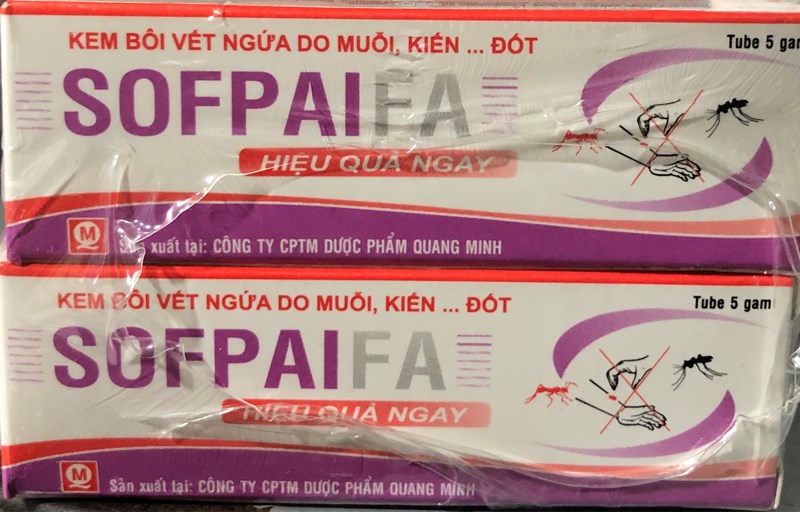 KEM BÔI VẾT NGỨA DO MUỖI, KIẾN ... ĐỐT
Tube 5 gam
SOFPAIFA
HIỆU QUẢ NGAY
QM
Sản xuất tại: CÔNG TY CPTM DƯỢC PHẨM QUANG MINH
KEM BÔI VẾT NGỨA DO MUỖI, KIẾN ... ĐỐT
Tube 5 gam
SOFPAIFA
HIỆU QUẢ NGAY
QM
Sản xuất tại: CÔNG TY CPTM DƯỢC PHẨM QUANG MINH